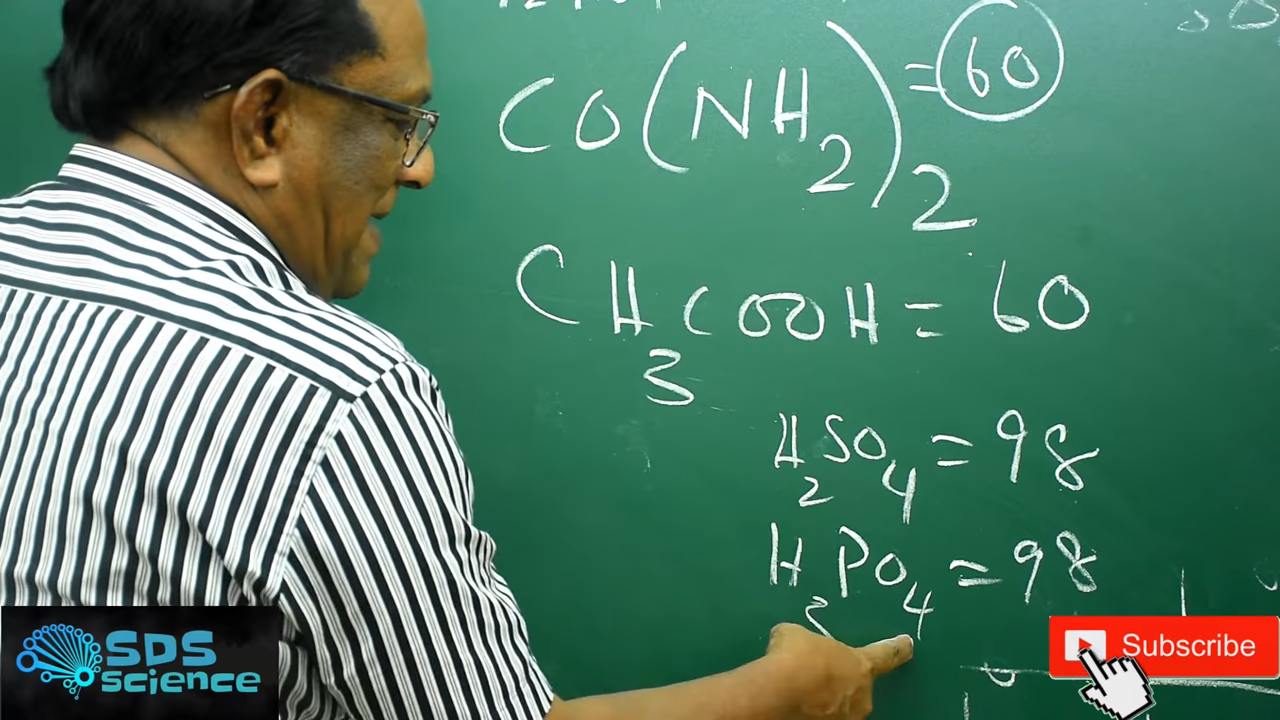 CO(NH2)2 = 60
CH3COOH = 60
H2SO4 = 98
H3PO4 = 98
SDS
science
Subscribe